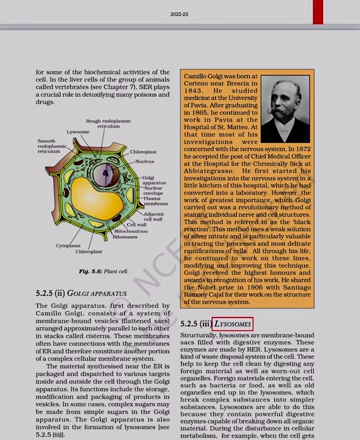 2022-23
for some of the biochemical activities of the
cell. In the liver cells of the group of animals
called vertebrates (see Chapter 7), SER plays
a crucial role in detoxifying many poisons and
drugs.
Rough endoplasmic
reticulum
Lysosome
Smooth
endoplasmic
reticulum
Chloroplast
Nucleus
Golgi
apparatus
Nuclear
envelope
Plasma
membrane
Adjacent
cell wall
Cell wall
Mitochondrion
Ribosomes
Cytoplasm
Chloroplast
Fig. 5.6: Plant cell
5.2.5 (ii) GOLGI APPARATUS
The Golgi apparatus, first described by
Camillo Golgi, consists of a system of
membrane-bound vesicles (flattened sacs)
arranged approximately parallel to each other
in stacks called cisterns. These membranes
often have connections with the membranes
of ER and therefore constitute another portion
of a complex cellular membrane system.
The material synthesised near the ER is
packaged and dispatched to various targets
inside and outside the cell through the Golgi
apparatus. Its functions include the storage,
modification and packaging of products in
vesicles. In some cases, complex sugars may
be made from simple sugars in the Golgi
apparatus. The Golgi apparatus is also
involved in the formation of lysosomes [see
5.2.5 (iii)].
Camillo Golgi was born at
Corteno near Brescia in
1843. He studied
medicine at the University
of Pavia. After graduating
in 1865, he continued to
work in Pavia at the
Hospital of St. Matteo. At
that time most of his
investigations were
concerned with the nervous system. In 1872
he accepted the post of Chief Medical Officer
at the Hospital for the Chronically Sick at
Abbiategrasso. He first started his
investigations into the nervous system in a
little kitchen of this hospital, which he had
converted into a laboratory. However, the
work of greatest importance, which Golgi
carried out was a revolutionary method of
staining individual nerve and cell structures.
This method is referred to as the 'black
reaction'. This method uses a weak solution
of silver nitrate and is particularly valuable
in tracing the processes and most delicate
ramifications of cells. All through his life,
he continued to work on these lines,
modifying and improving this technique.
Golgi received the highest honours and
awards in recognition of his work. He shared
the Nobel prize in 1906 with Santiago
Ramony Cajal for their work on the structure
of the nervous system.
5.2.5 (iii) LYSOSOMES
Structurally, lysosomes are membrane-bound
sacs filled with digestive enzymes. These
enzymes are made by RER. Lysosomes are a
kind of waste disposal system of the cell. These
help to keep the cell clean by digesting any
foreign material as well as worn-out cell
organelles. Foreign materials entering the cell,
such as bacteria or food, as well as old
organelles end up in the lysosomes, which
break complex substances into simpler
substances. Lysosomes are able to do this
because they contain powerful digestive
enzymes capable of breaking down all organic
material. During the disturbance in cellular
metabolism, for example, when the cell gets